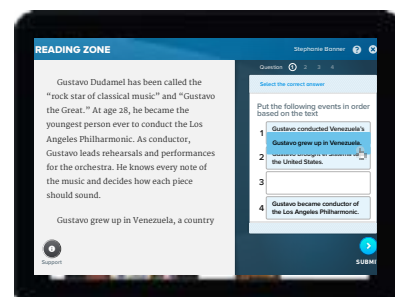 READING ZONE
Stephanie Banner
Question 1 2 3 4
Gustavo Dudamel has been called the
“rock star of classical music” and “Gustavo
the Great.” At age 28, he became the
youngest person ever to conduct the Los
Angeles Philharmonic. As conductor,
Gustavo leads rehearsals and performances
for the orchestra. He knows every note of
the music and decides how each piece
should sound.
Gustavo grew up in Venezuela, a country
Support
Select the correct answer
Put the following events in order
based on the text
1 Gustavo conducted Venezuela's
Gustavo grew up in Venezuela.
2
the United States.
3
4 Gustavo became conductor of
the Los Angeles Philharmonic.
SUBMI